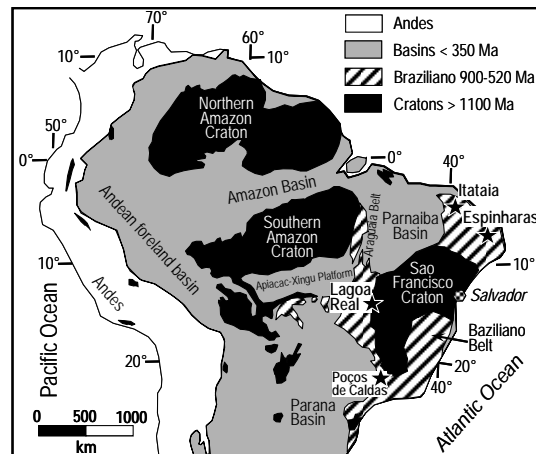 70°
60°
Andes
Basins < 350 Ma
Braziliano 900-520 Ma
Cratons > 1100 Ma
10°
10°
Northern
Amazon
Craton
50°
0°
0°
40°
Itataia
Espinharas
Amazon Basin
Araguaia Belt
Parnaiba
Basin
Andean foreland basin
Southern
Amazon
Craton
10°
10°
Apiacac-Xingu Platform
Sao
Francisco
Craton
Lagoa
Real
Salvador
Andes
Baziliano
Belt
Pacific Ocean
20°
20°
40°
Poços
de Caldas
Parana
Basin
Atlantic Ocean
0 500 1000
km